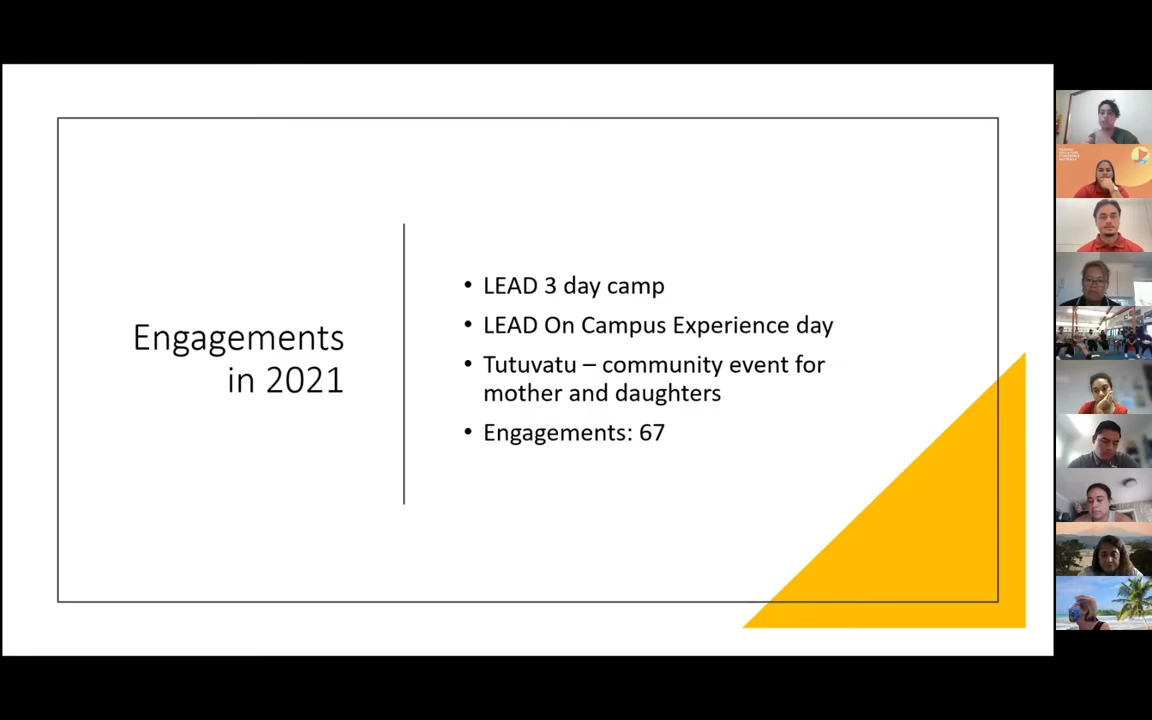 Engagements
in 2021
• LEAD 3 day camp
• LEAD On Campus Experience day
• Tutuvatu – community event for
mother and daughters
• Engagements: 67